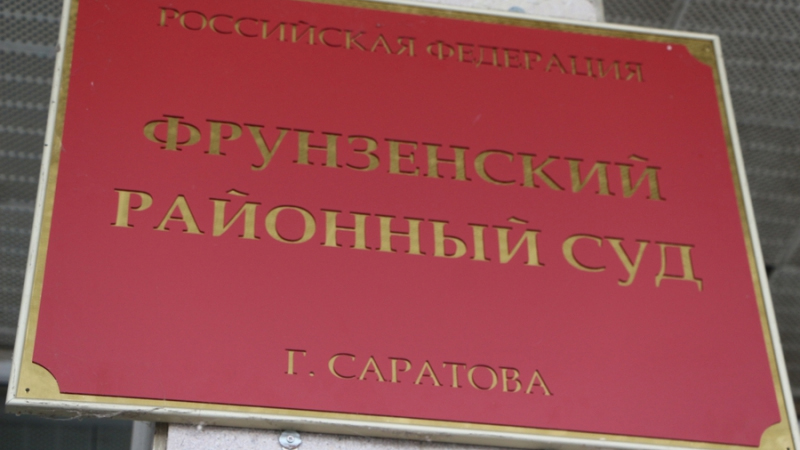 РОССИЙСКАЯ ФЕДЕРАЦИЯ
ФРУНЗЕНСКИЙ
РАЙОННЫЙ СУД
Г. САРАТОВА